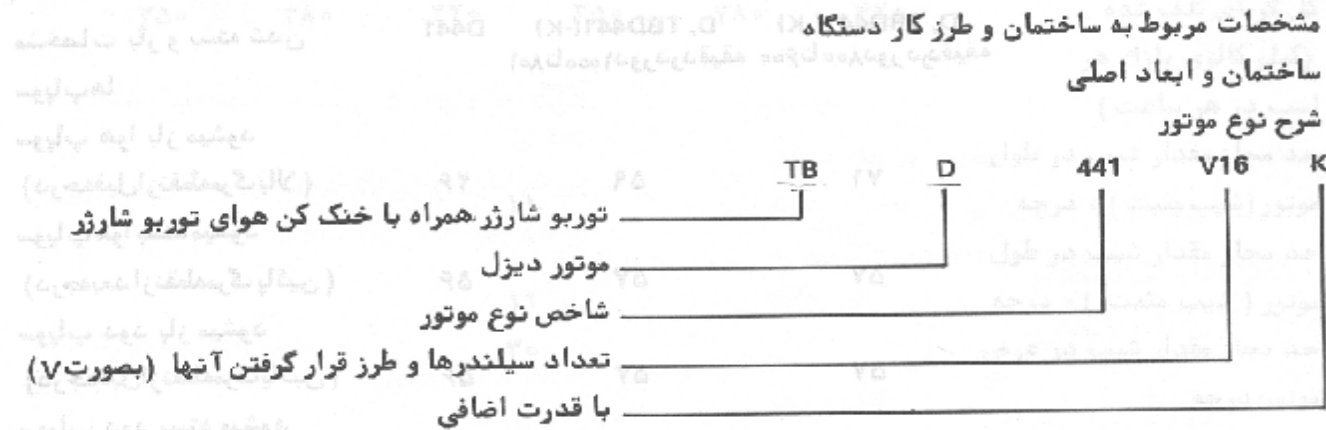 مشخصات مربوط به ساختمان و طرز کار دستگاه
ساختمان و ابعاد اصلی
شرح نوع موتور
TB D 441 V16 K
توربو شارژر همراه با خنک کن هوای توربو شارژر
موتور دیزل
شاخص نوع موتور
تعداد سیلندرها و طرز قرار گرفتن آنها (بصورت V)
با قدرت اضافی